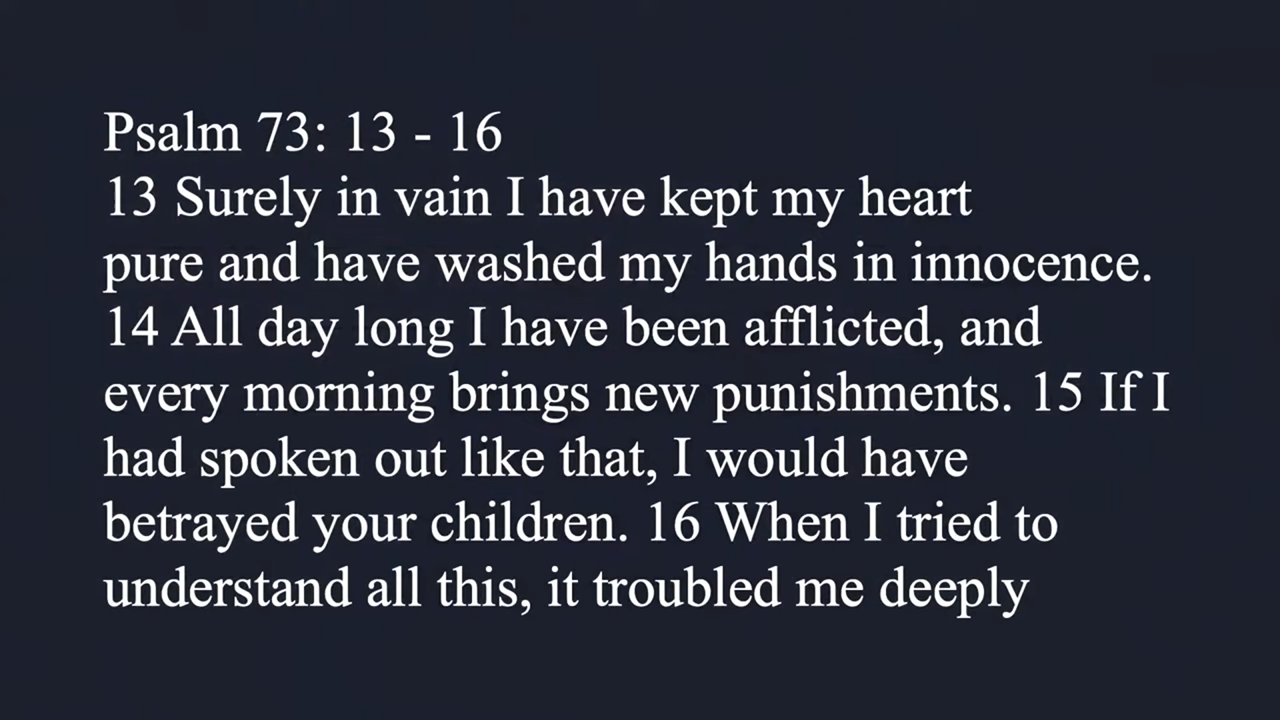 Psalm 73: 13 - 16
13 Surely in vain I have kept my heart
pure and have washed my hands in innocence.
14 All day long I have been afflicted, and
every morning brings new punishments. 15 If I
had spoken out like that, I would have
betrayed your children. 16 When I tried to
understand all this, it troubled me deeply